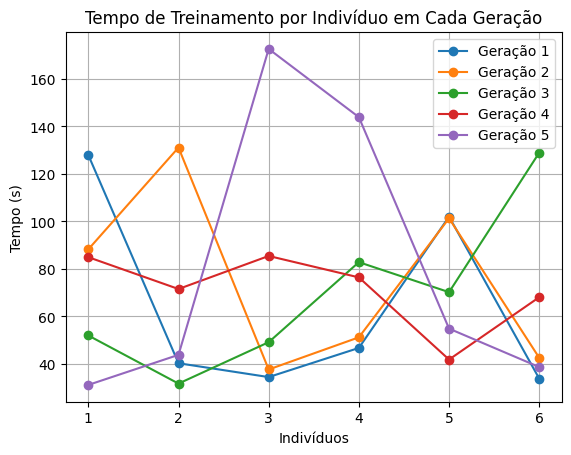 Tempo de Treinamento por Indivíduo em Cada Geração
Geração 1
Geração 2
Geração 3
Geração 4
Geração 5
Tempo (s)
160
140
120
100
80
60
40
1 2 3 4 5 6
Indivíduos